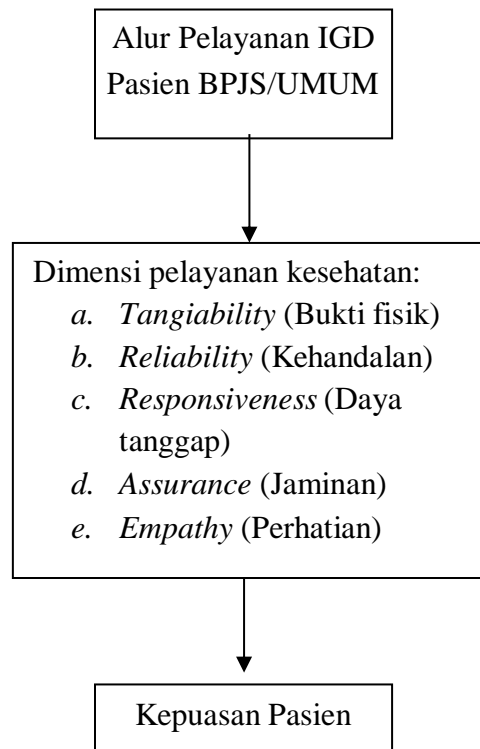 Alur Pelayanan IGD
Pasien BPJS/UMUM
Dimensi pelayanan kesehatan:
a. Tangiability (Bukti fisik)
b. Reliability (Kehandalan)
c. Responsiveness (Daya
tanggap)
d. Assurance (Jaminan)
e. Empathy (Perhatian)
Kepuasan Pasien